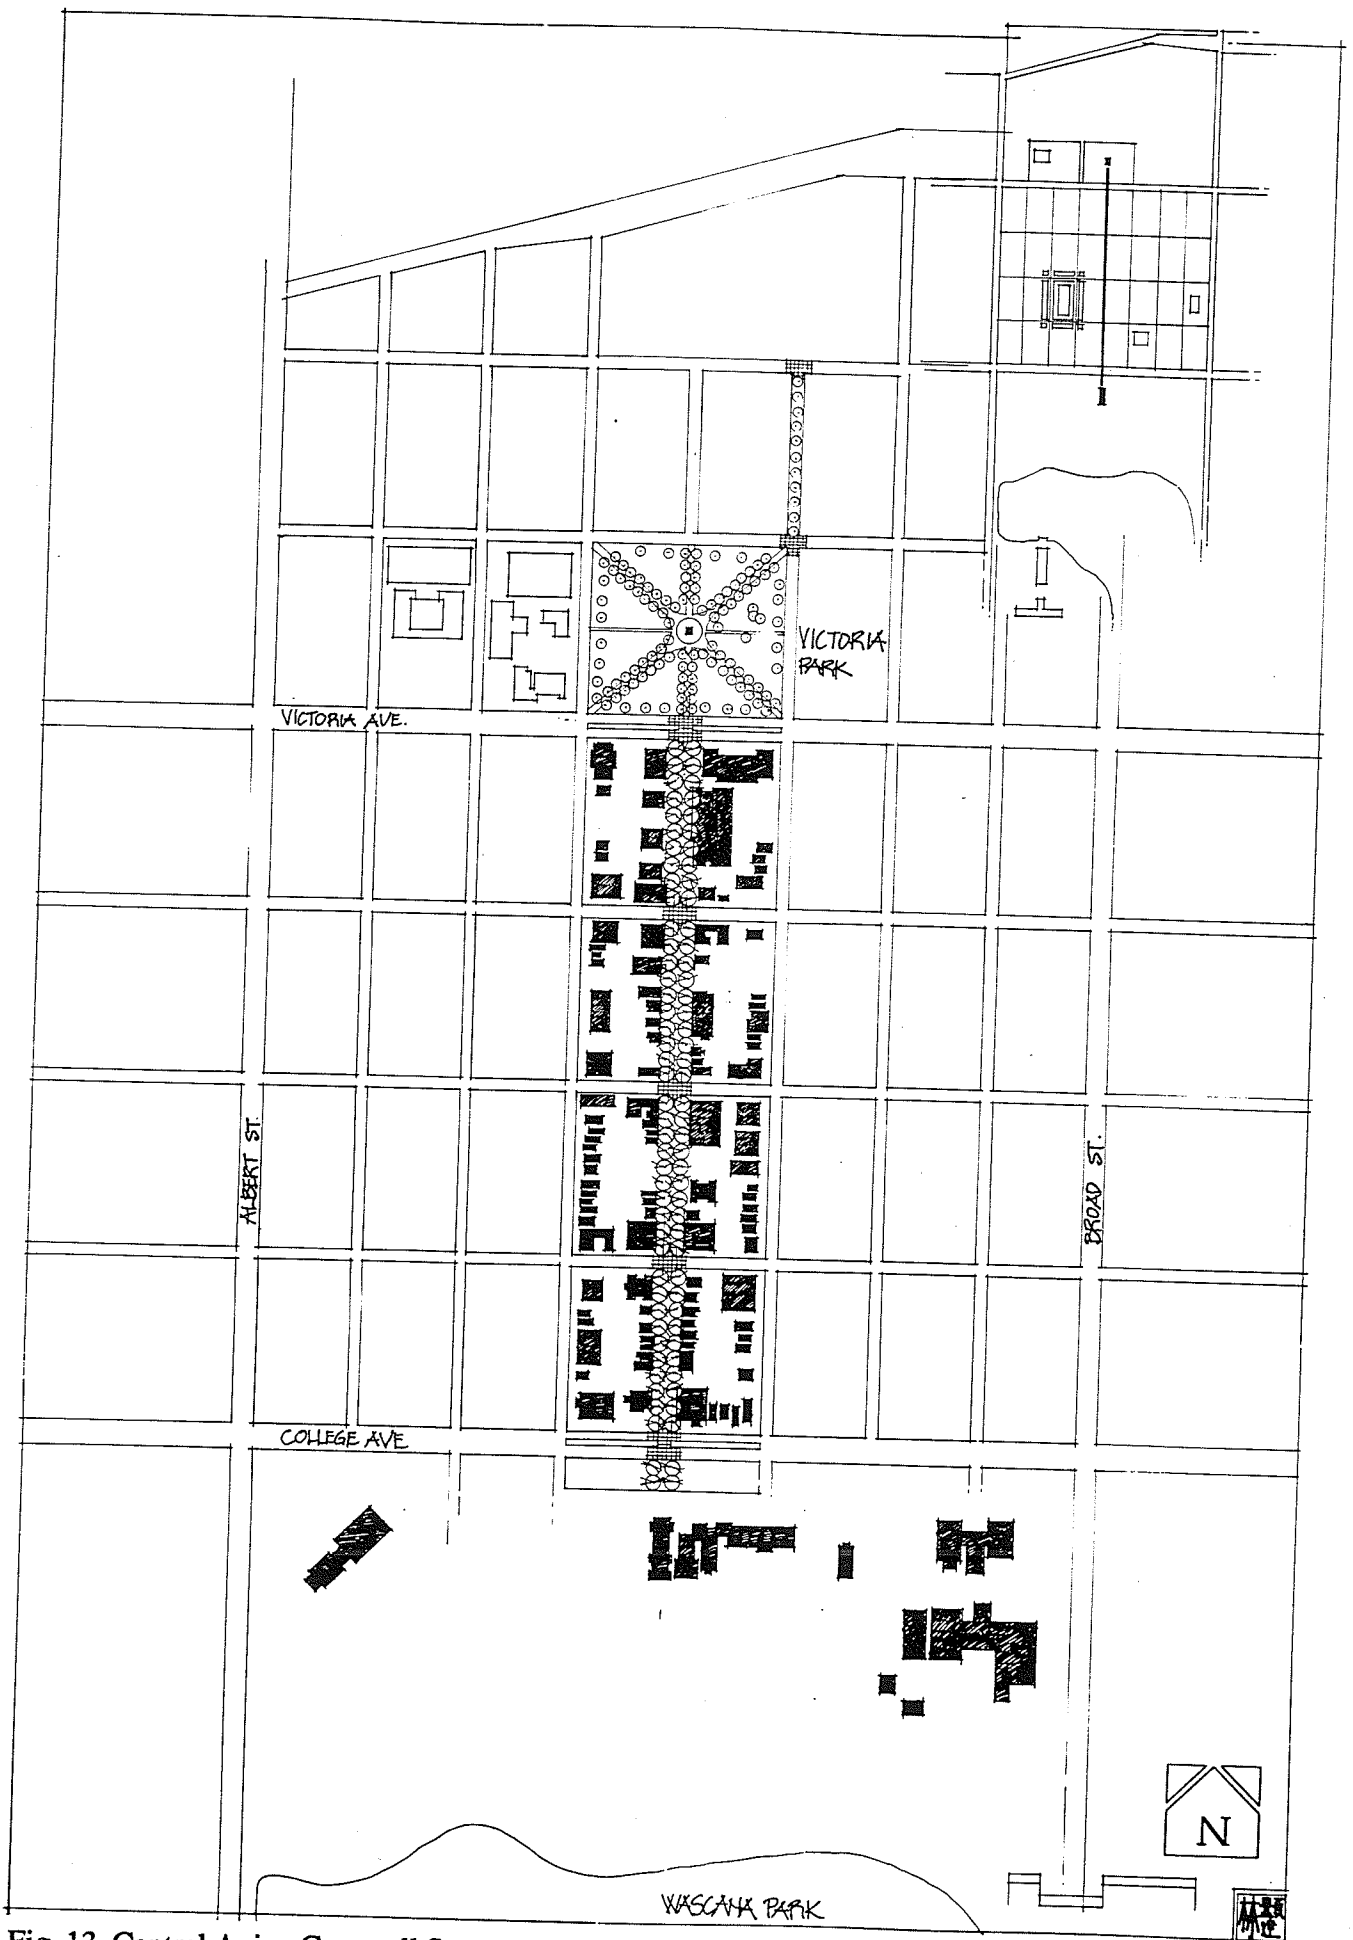 VICTORIA
PARK
VICTORIA AVE.
ALBERT ST.
BROAD ST.
COLLEGE AVE
N
WASCANA PARK